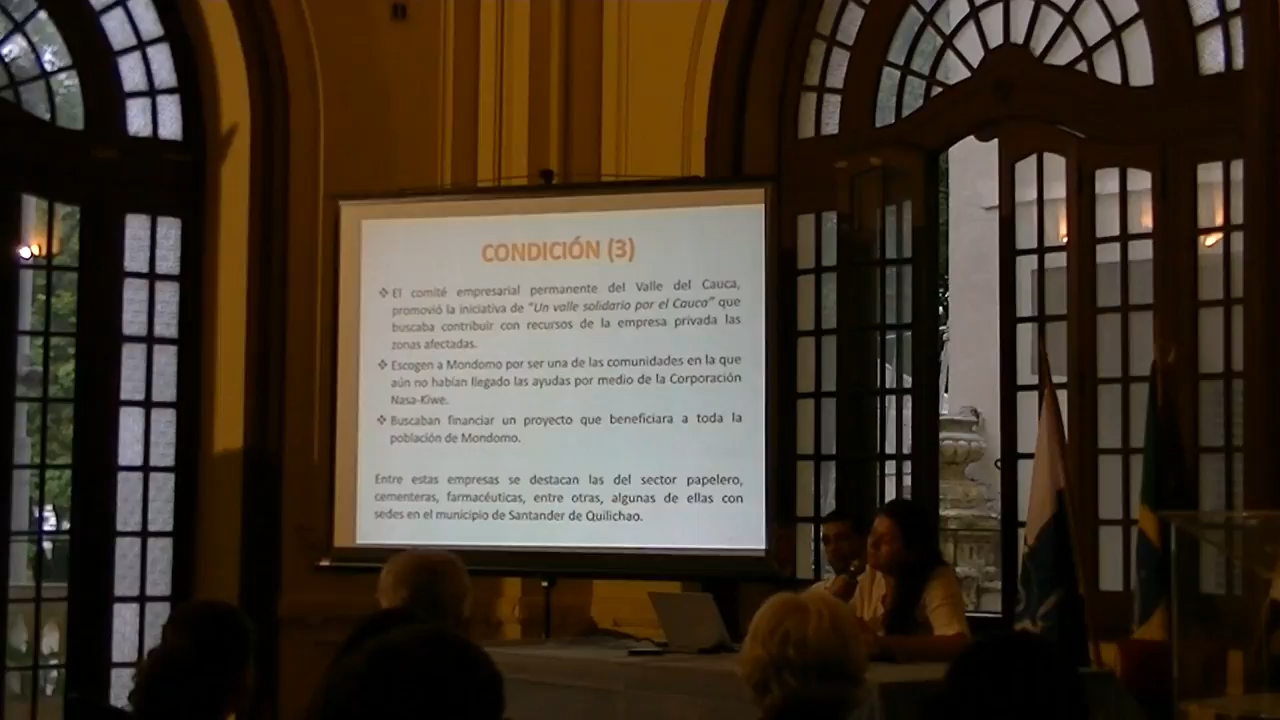 CONDICIÓN (3)
❖ El comité empresarial permanente del Valle del Cauca,
promovió la iniciativa de "Un valle solidario por el Cauca" que
buscaba contribuir con recursos de la empresa privada las
zonas afectadas.
❖ Escogen a Mondomo por ser una de las comunidades en la que
aún no habían llegado las ayudas por medio de la Corporación
Nasa-Kiwe.
❖ Buscaban financiar un proyecto que beneficiara a toda la
población de Mondomo.
Entre estas empresas se destacan las del sector papelero,
cementeras, farmacéuticas, entre otras, algunas de ellas con
sedes en el municipio de Santander de Quilichao.